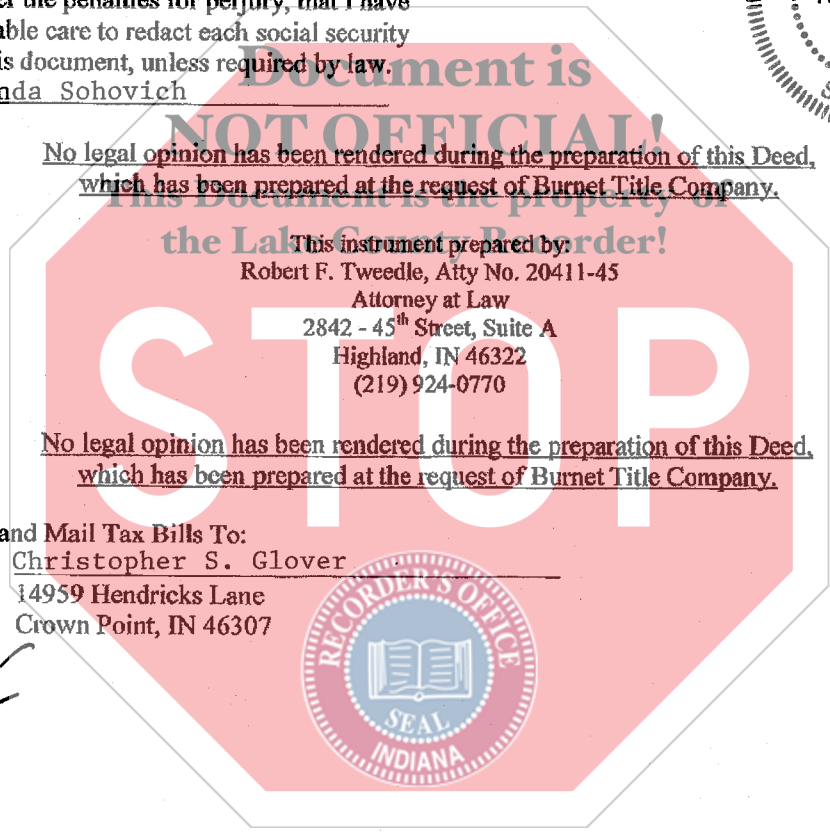 er the penalties for perjury, that I have
able care to redact each social security
is document, unless required by law.
nda Sohovich
Document is
NOT OFFICIAL!
This Document is the property of
the Lake County Recorder!
No legal opinion has been rendered during the preparation of this Deed,
which has been prepared at the request of Burnet Title Company.
This instrument prepared by:
Robert F. Tweedle, Atty No. 20411-45
Attorney at Law
2842 - 45th Street, Suite A
Highland, IN 46322
(219) 924-0770
STOP
No legal opinion has been rendered during the preparation of this Deed,
which has been prepared at the request of Burnet Title Company.
and Mail Tax Bills To:
Christopher S. Glover
14959 Hendricks Lane
Crown Point, IN 46307
RECORDER'S OFFICE
SEAL
INDIANA